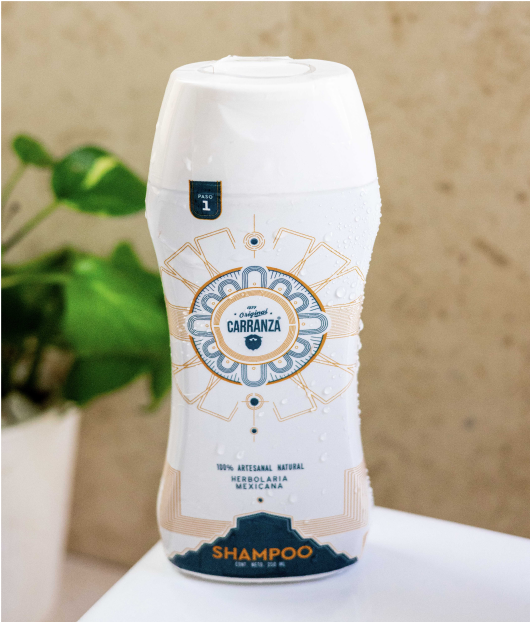 PASO
1
Original
CARRANZA
100% ARTESANAL NATURAL
HERBOLARIA
MEXICANA
SHAMPOO
CONT. NETO. 250 ML